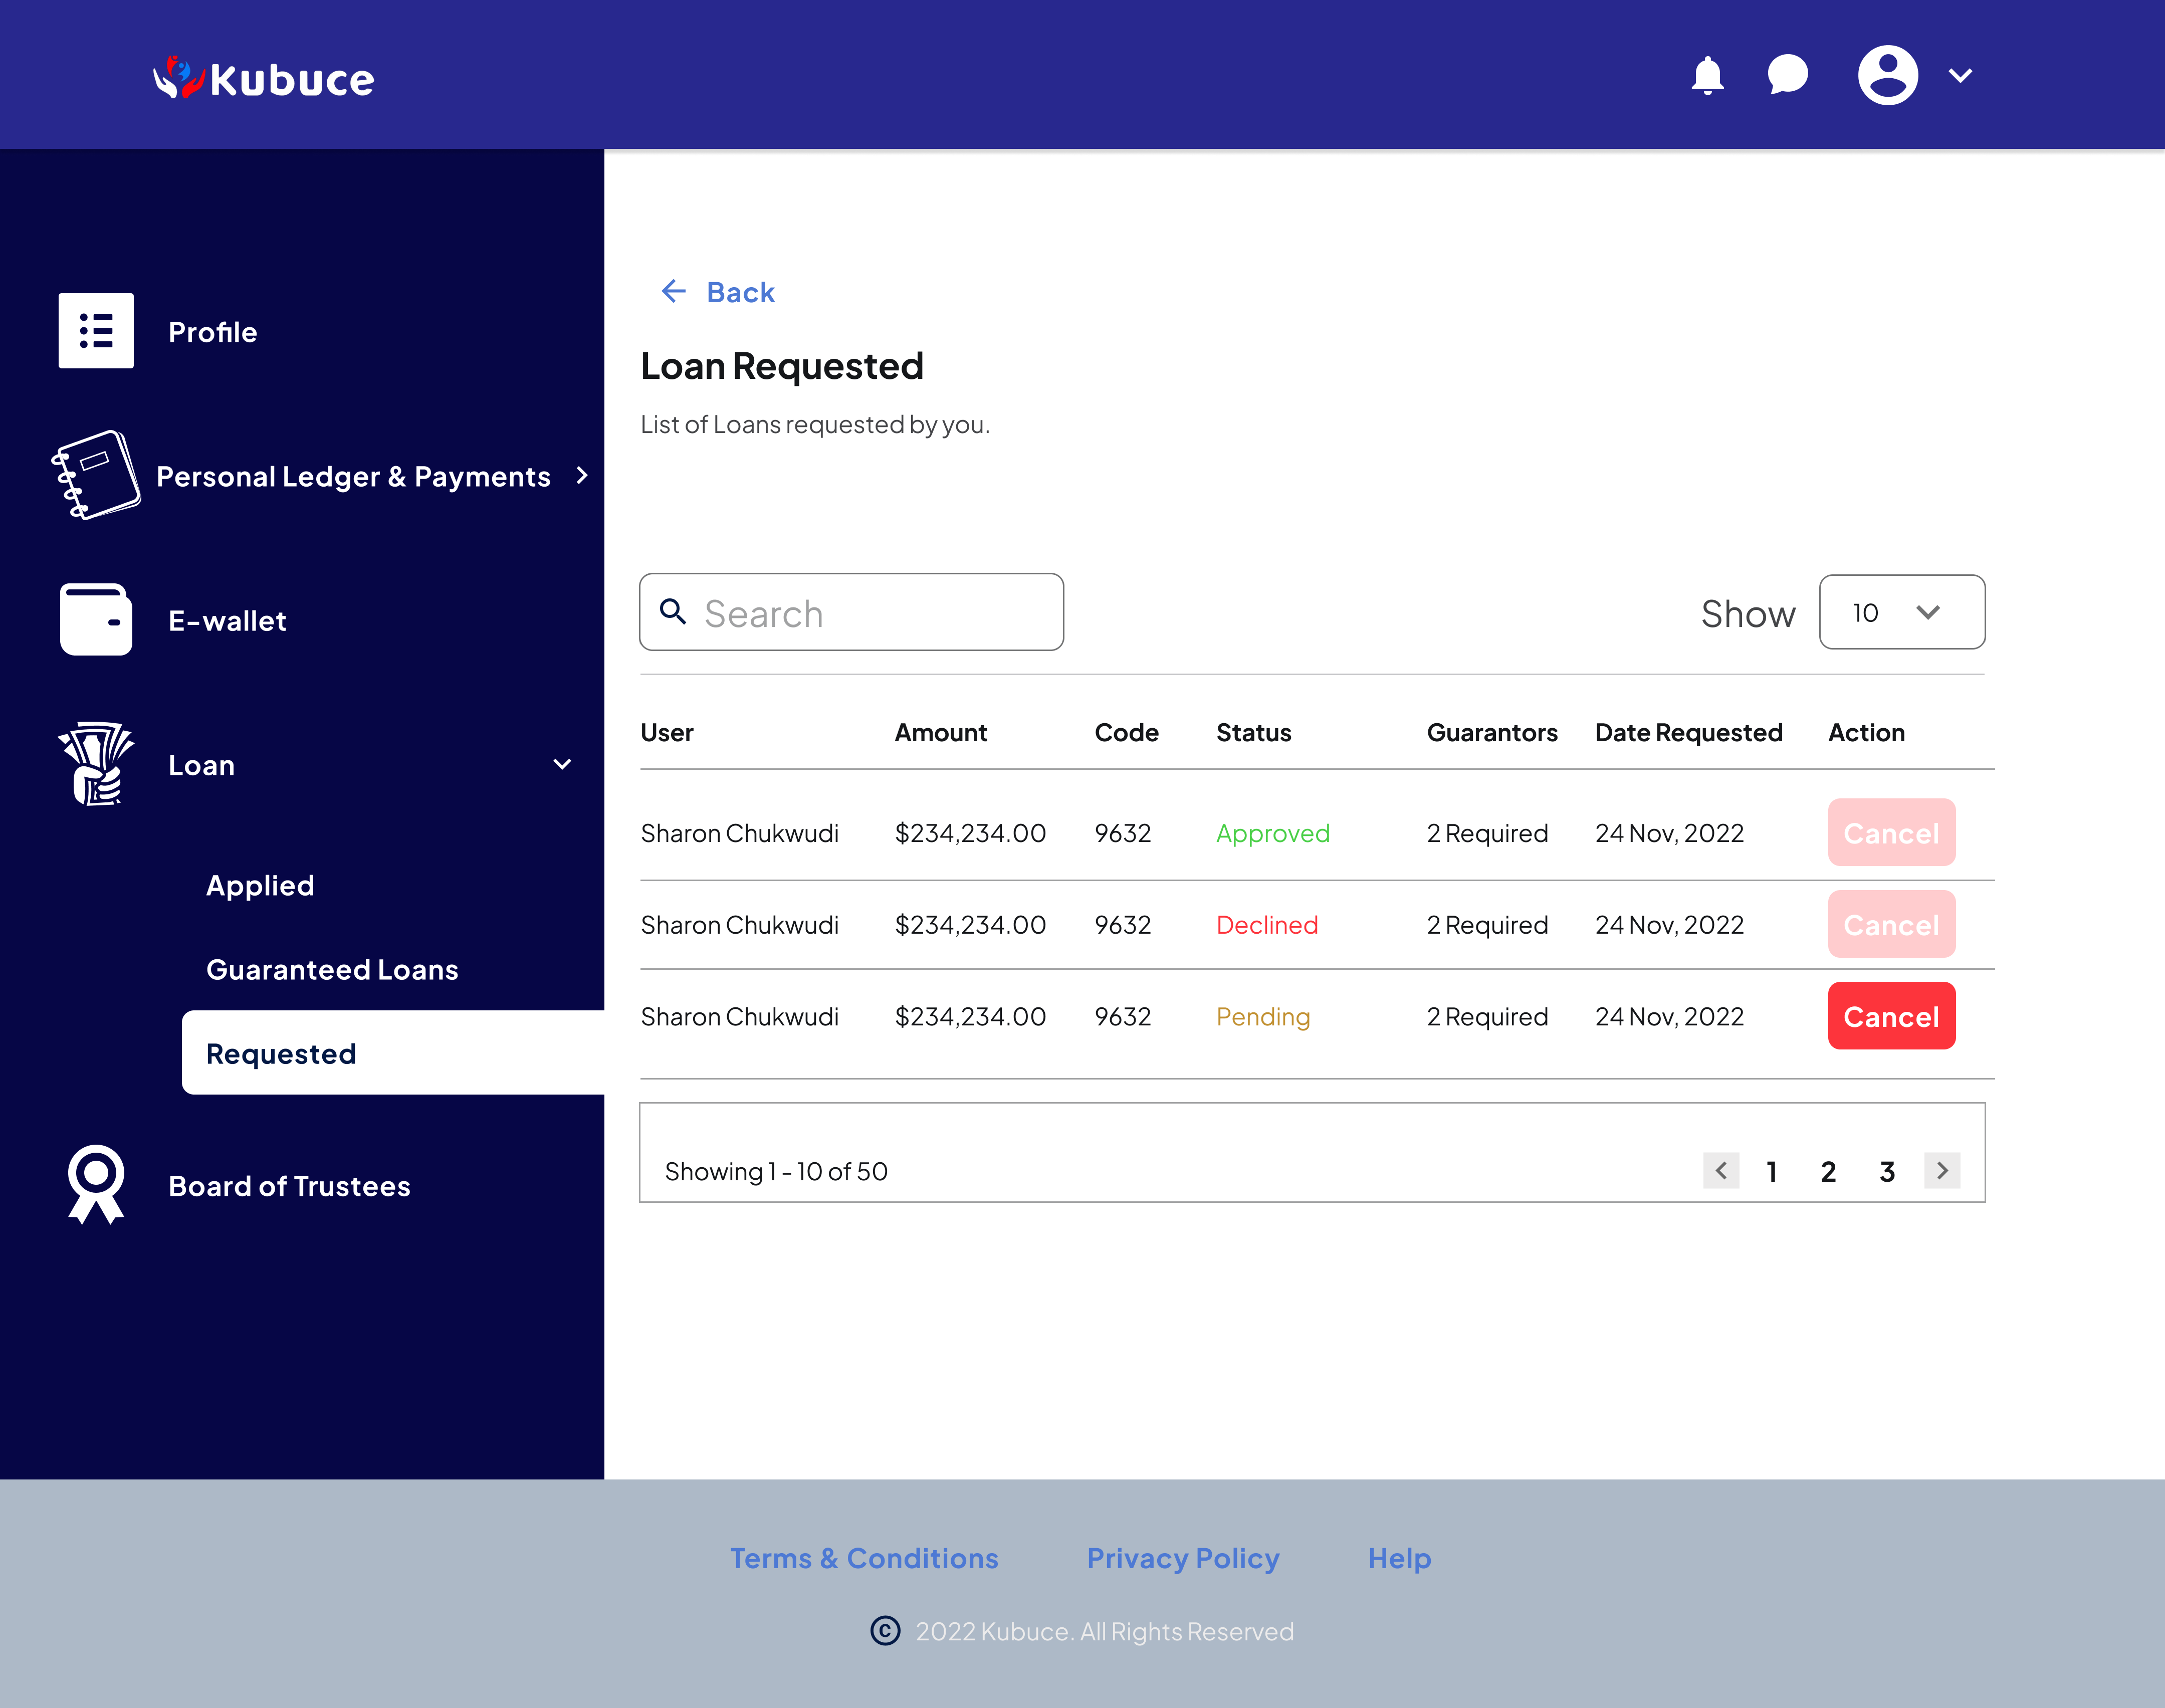 Kubuce
Profile
Personal Ledger & Payments
E-wallet
Loan
Applied
Guaranteed Loans
Requested
Board of Trustees
Back
Loan Requested
List of Loans requested by you.
Search
Show 10
User Amount Code Status Guarantors Date Requested Action
Sharon Chukwudi $234,234.00 9632 Approved 2 Required 24 Nov, 2022 Cancel
Sharon Chukwudi $234,234.00 9632 Declined 2 Required 24 Nov, 2022 Cancel
Sharon Chukwudi $234,234.00 9632 Pending 2 Required 24 Nov, 2022 Cancel
Showing 1 - 10 of 50 1 2 3
Terms & Conditions Privacy Policy Help
© 2022 Kubuce. All Rights Reserved